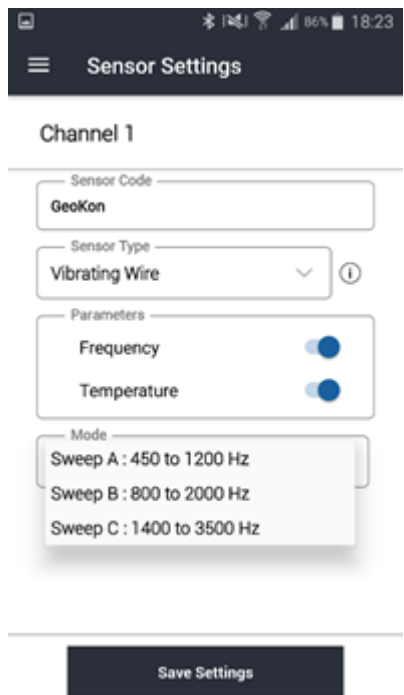 86% 18:23
Sensor Settings
Channel 1
Sensor Code
GeoKon
Sensor Type
Vibrating Wire
Parameters
Frequency
Temperature
Mode
Sweep A : 450 to 1200 Hz
Sweep B : 800 to 2000 Hz
Sweep C : 1400 to 3500 Hz
Save Settings